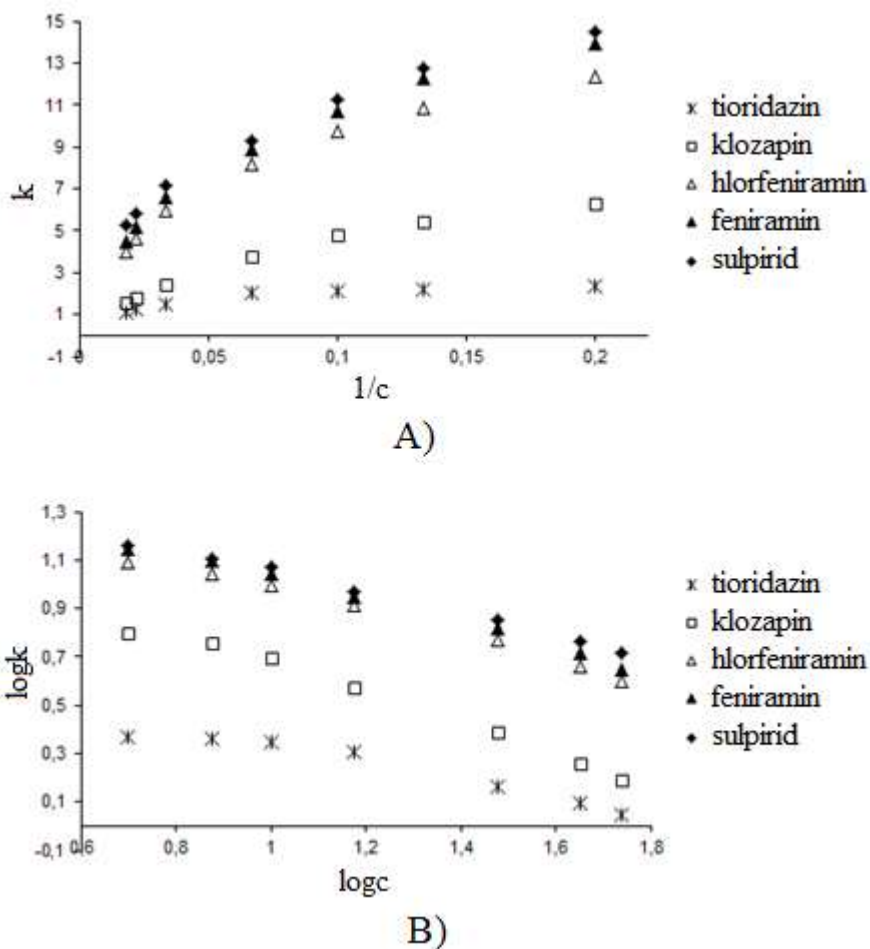 15
13
11
9
7
5
3
1
-1
k
0
0,05
0,1
0,15
0,2
1/c
tioridazin
klozapin
hlorfeniramin
feniramin
sulpirid
A)
1,3
1,1
0,9
0,7
0,5
0,3
0,1
-0,1
logk
0,6
0,8
1
1,2
1,4
1,6
1,8
logc
tioridazin
klozapin
hlorfeniramin
feniramin
sulpirid
B)